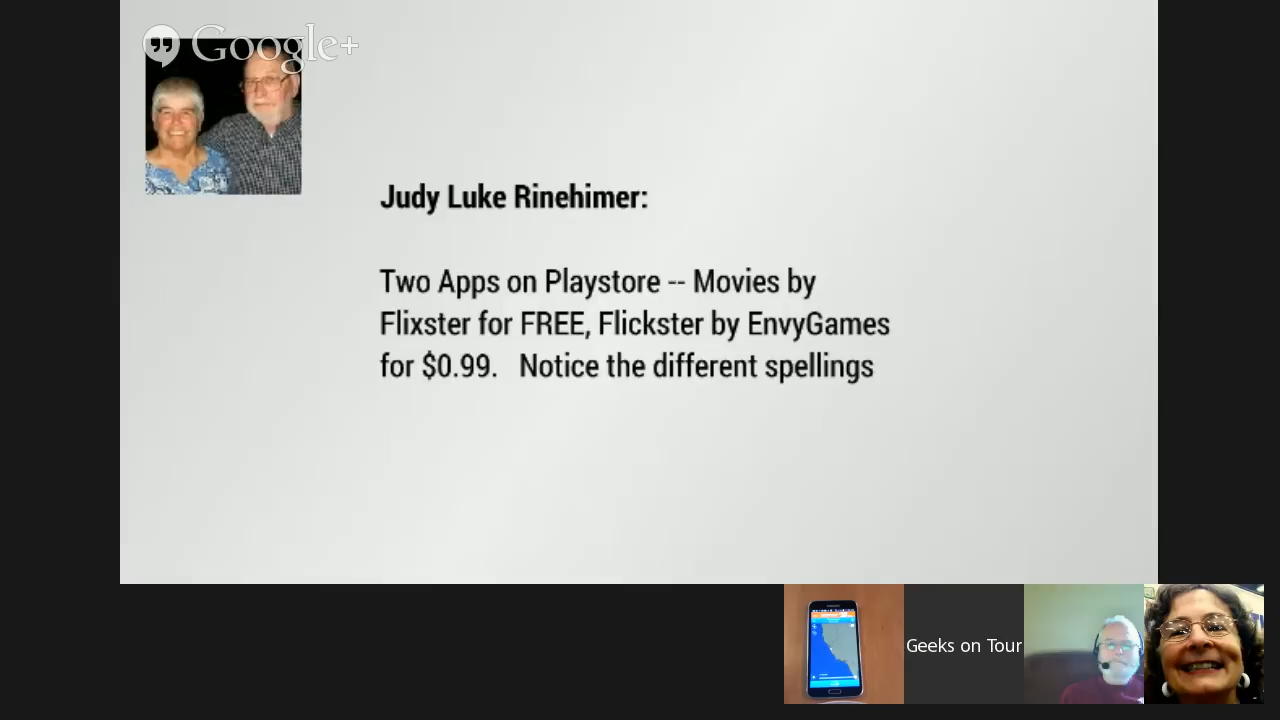 Google+
Judy Luke Rinehimer:
Two Apps on Playstore -- Movies by
Flixster for FREE, Flickster by EnvyGames
for $0.99. Notice the different spellings
Geeks on Tour